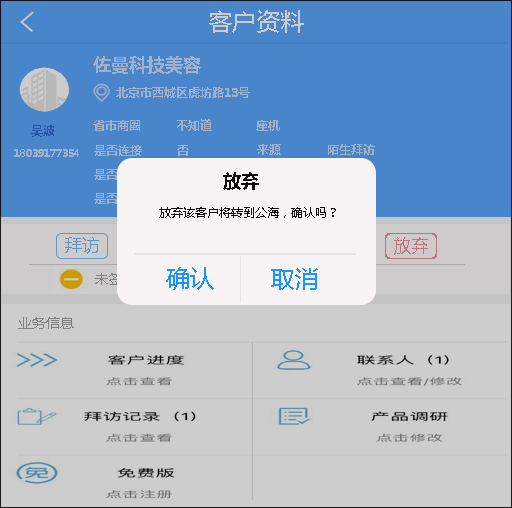 客户资料
佐曼科技美容
北京市西城区虎坊路13号
吴波
18039177354
省市商圈 不知道 座机
是否连接 否 来源 陌生拜访
是否
是否
放弃
放弃该客户将转到公海，确认吗？
确认 取消
拜访 放弃
未签
业务信息
客户进度 联系人（1）
点击查看 点击查看/修改
拜访记录（1） 产品调研
点击查看 点击修改
免 免费版
点击注册